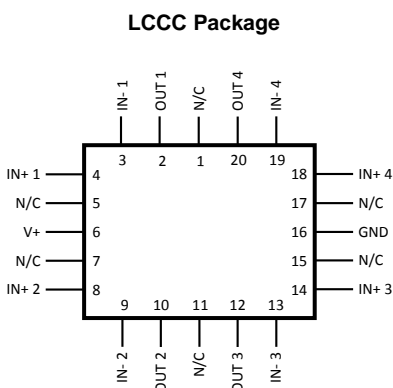 LCCC Package
IN- 1
OUT 1
N/C
OUT 4
IN- 4
3
2
1
20
19
IN+ 1
4
18
IN+ 4
N/C
5
17
N/C
V+
6
16
GND
N/C
7
15
N/C
IN+ 2
8
14
IN+ 3
9
10
11
12
13
IN- 2
OUT 2
N/C
OUT 3
IN- 3